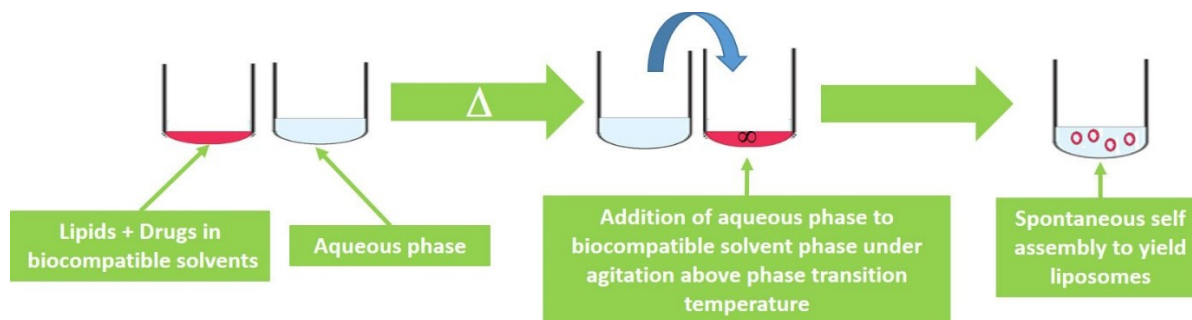 Δ
∞
Lipids + Drugs in
biocompatible solvents
Aqueous phase
Addition of aqueous phase to
biocompatible solvent phase under
agitation above phase transition
temperature
Spontaneous self
assembly to yield
liposomes